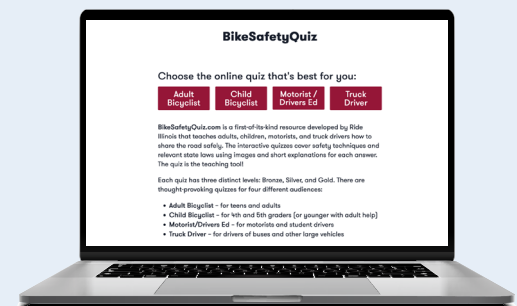 BikeSafetyQuiz
Choose the online quiz that's best for you:
Adult Bicyclist
Child Bicyclist
Motorist / Drivers Ed
Truck Driver
BikeSafetyQuiz.com is a first-of-its-kind resource developed by Ride
Illinois that teaches adults, children, motorists, and truck drivers how to
share the road safely. The interactive quizzes cover safety techniques and
relevant state laws using images and short explanations for each answer.
The quiz is the teaching tool!
Each quiz has three distinct levels: Bronze, Silver, and Gold. There are
thought-provoking quizzes for four different audiences:
• Adult Bicyclist – for teens and adults
• Child Bicyclist – for 4th and 5th graders (or younger with adult help)
• Motorist/Drivers Ed – for motorists and student drivers
• Truck Driver – for drivers of buses and other large vehicles